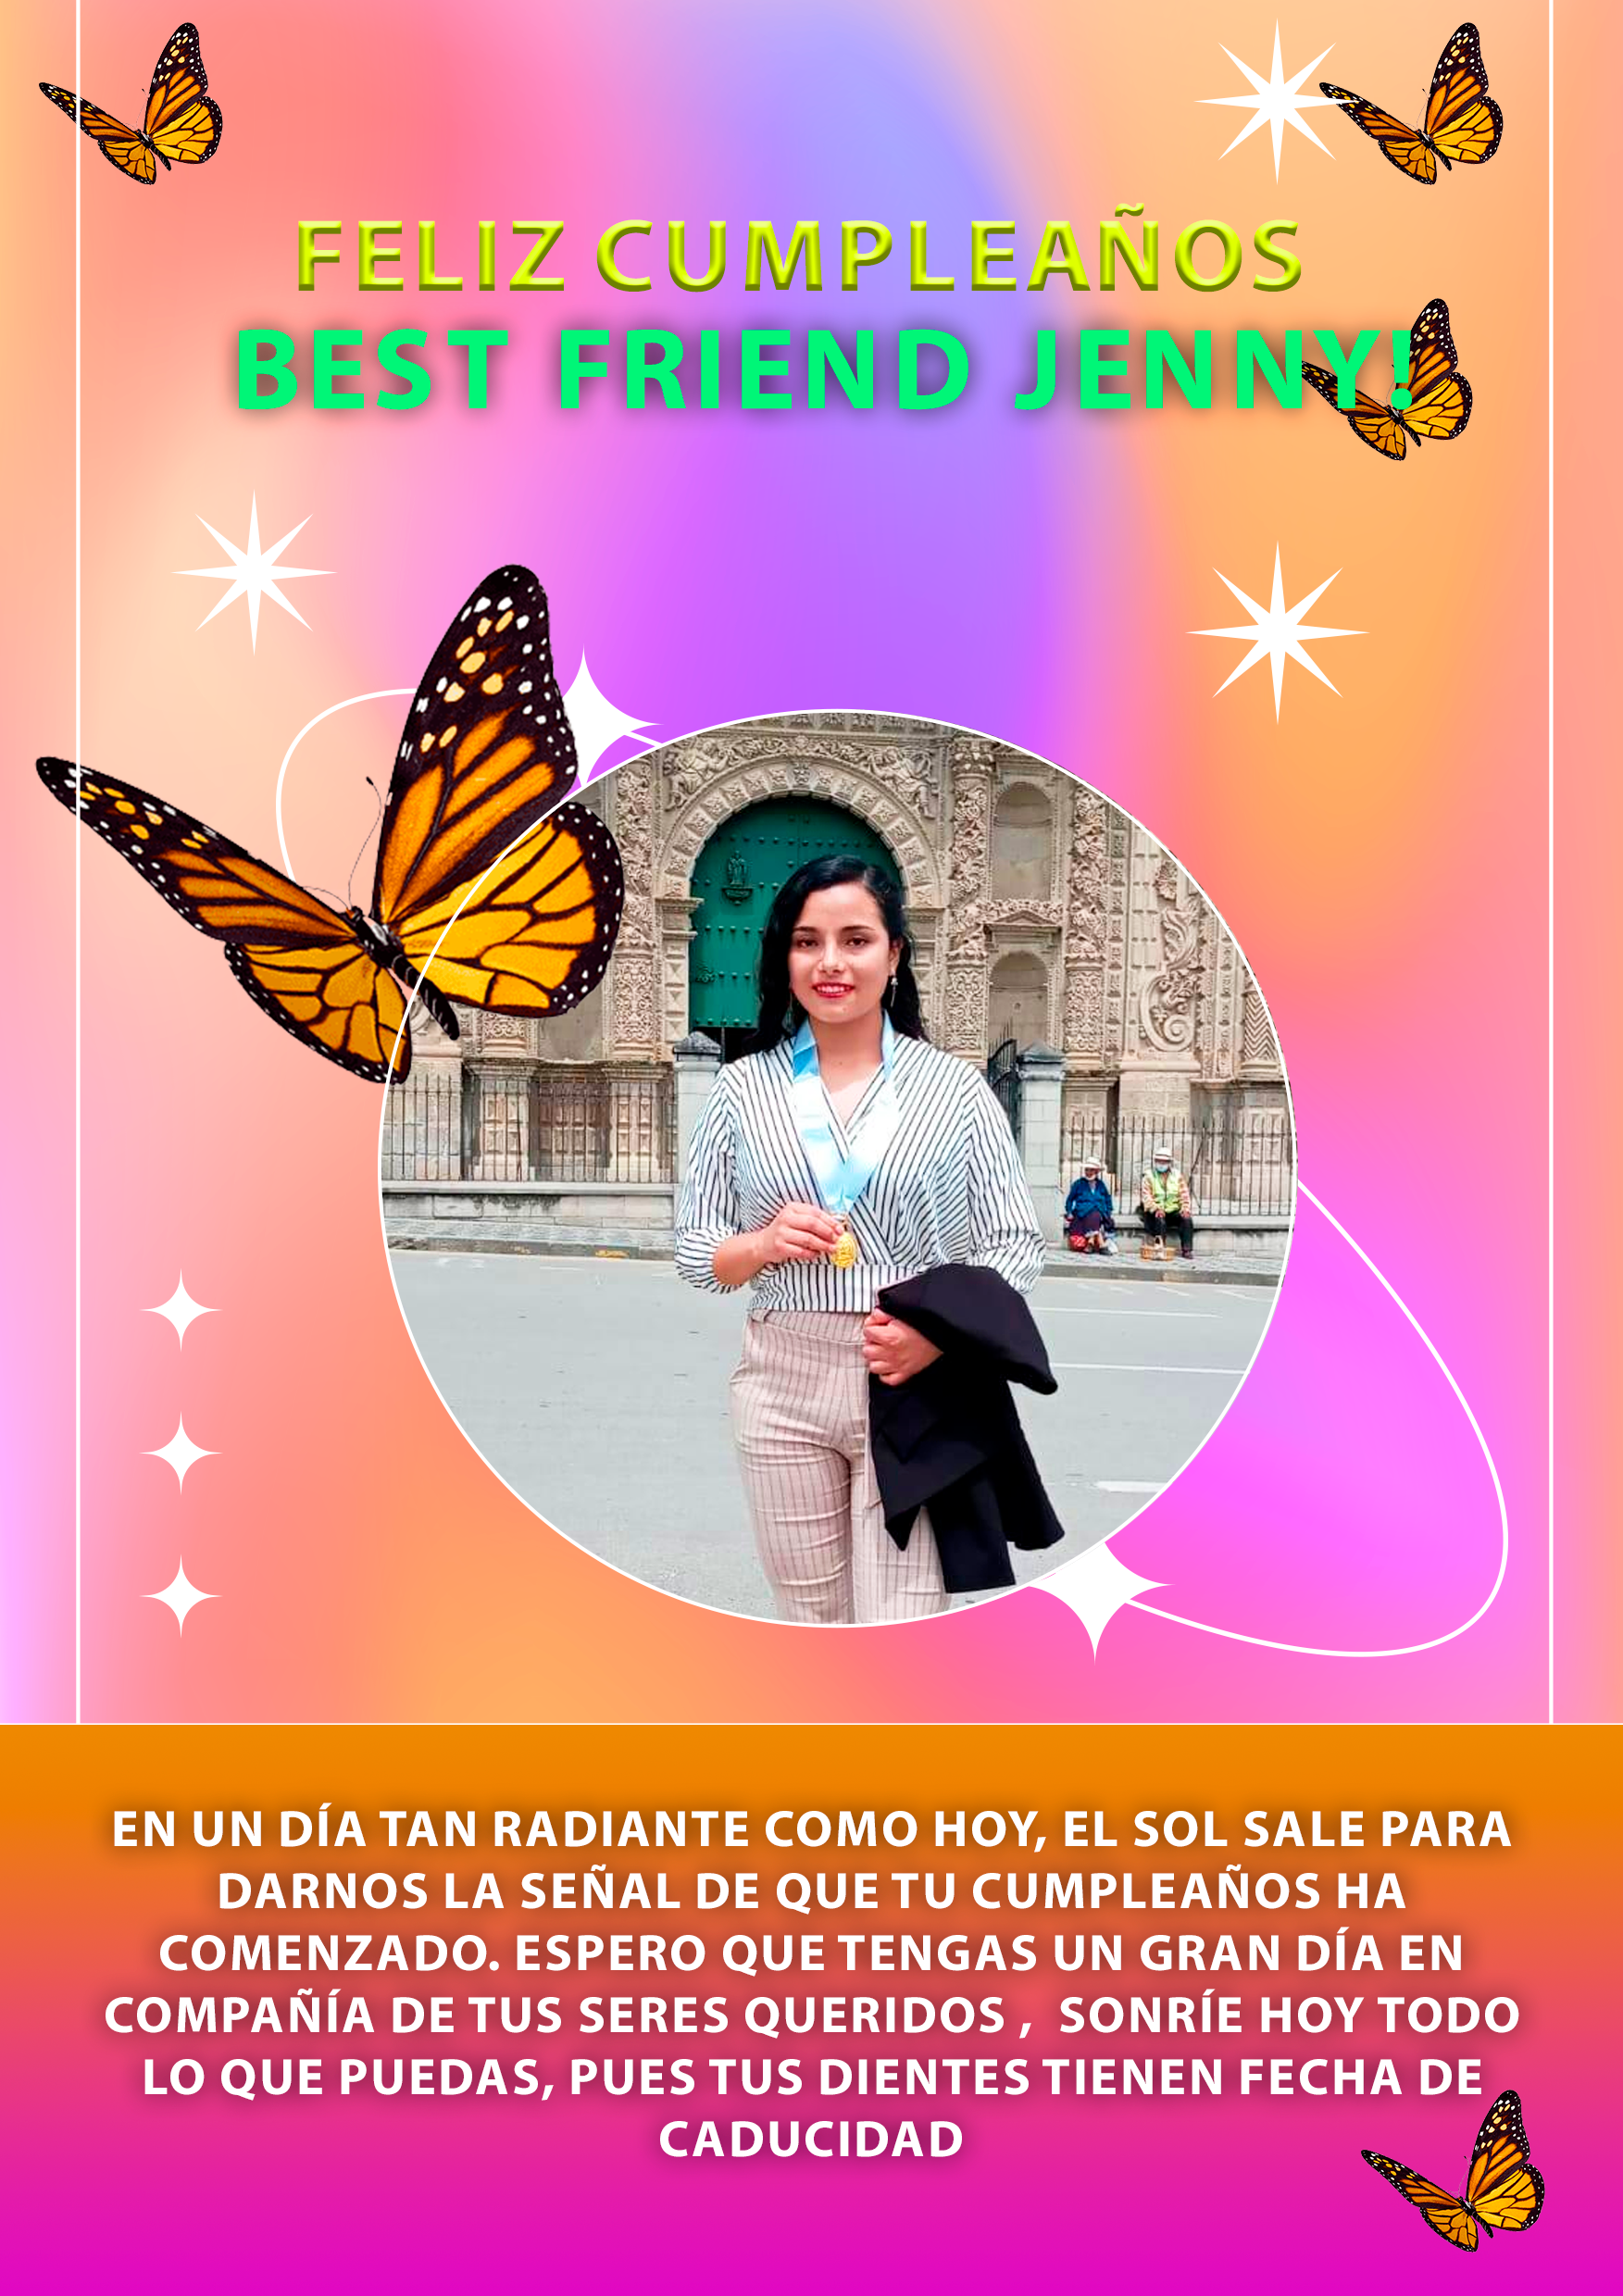 FELIZ CUMPLEAÑOS
BEST FRIEND JENNY!
EN UN DÍA TAN RADIANTE COMO HOY, EL SOL SALE PARA
DARNOS LA SEÑAL DE QUE TU CUMPLEAÑOS HA
COMENZADO. ESPERO QUE TENGAS UN GRAN DÍA EN
COMPAÑÍA DE TUS SERES QUERIDOS ,  SONRÍE HOY TODO
LO QUE PUEDAS, PUES TUS DIENTES TIENEN FECHA DE
CADUCIDAD